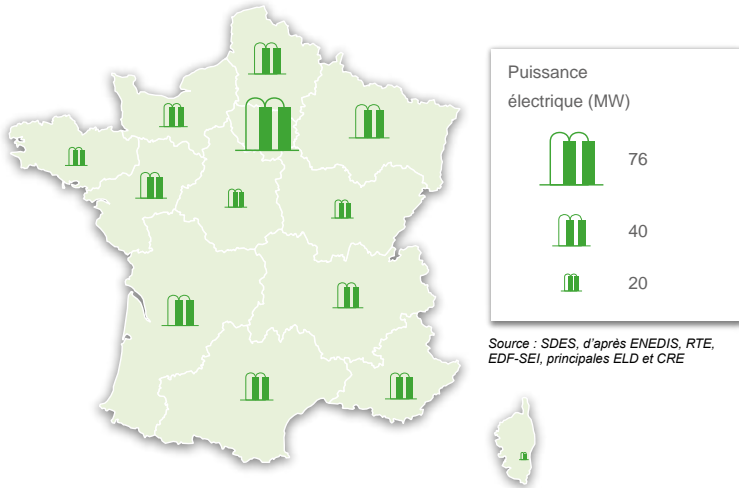 Puissance
électrique (MW)
76
40
20
Source : SDES, d'après ENEDIS, RTE,
EDF-SEI, principales ELD et CRE